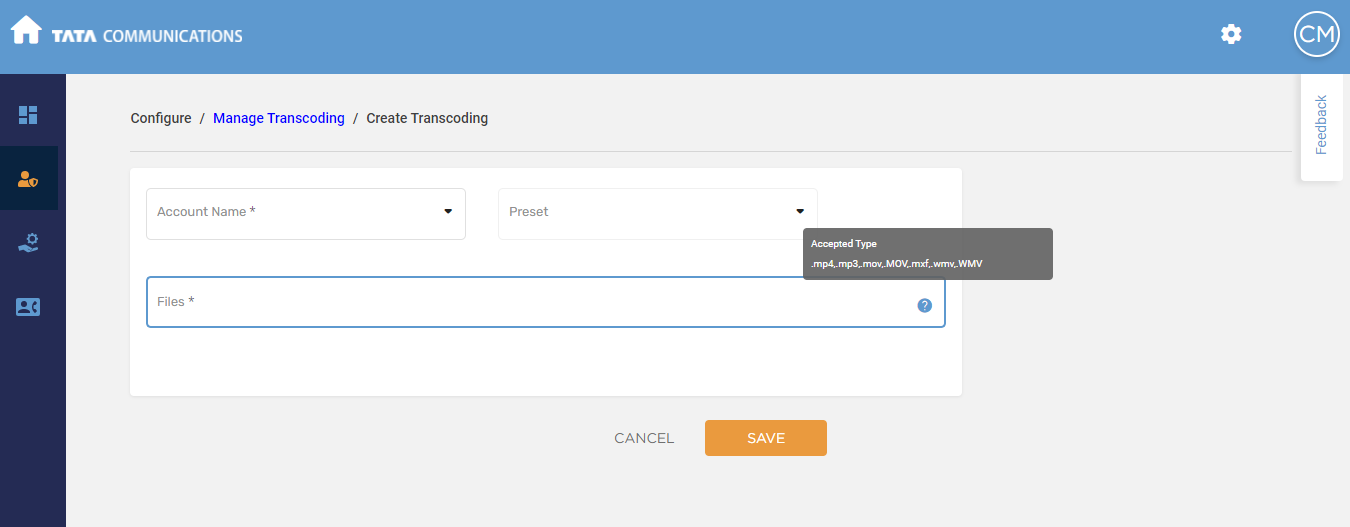 TATA COMMUNICATIONS
CM
Feedback
Configure / Manage Transcoding / Create Transcoding
Account Name *
Preset
Accepted Type
.mp4,.mp3,.mov,.MOV,.mxf,.wmv,.WMV
Files *
?
CANCEL
SAVE